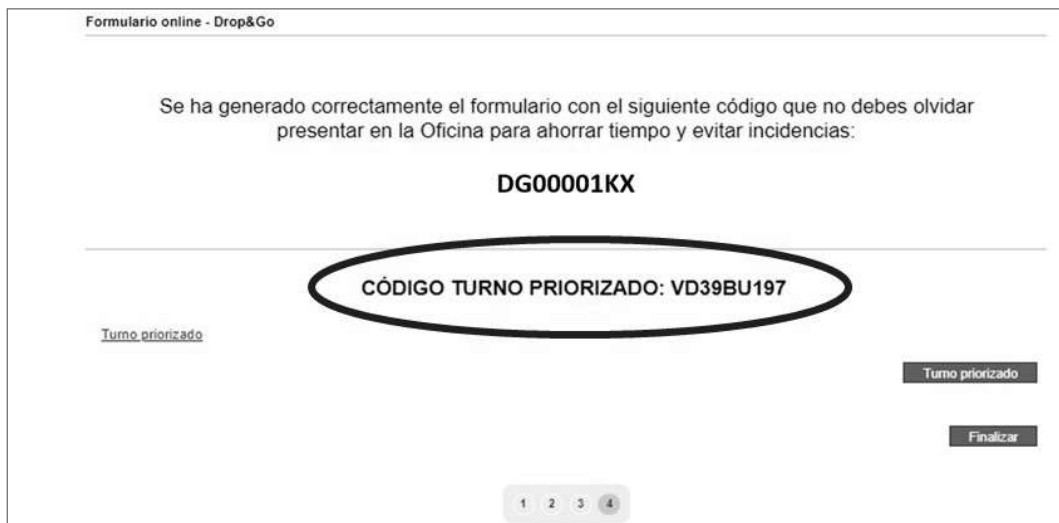 Formulario online - Drop&Go
Se ha generado correctamente el formulario con el siguiente código que no debes olvidar
presentar en la Oficina para ahorrar tiempo y evitar incidencias:
DG00001KX
CÓDIGO TURNO PRIORIZADO: VD39BU197
Turno priorizado
Turno priorizado
Finalizar
1 2 3 4